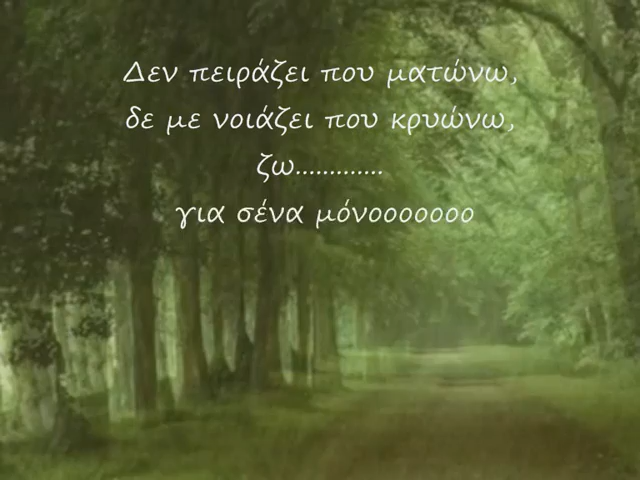 Δεν πειράζει που ματώνω,
δε με νοιάζει που κρυώνω,
ζω.............
για σένα μόνοοοοοοο